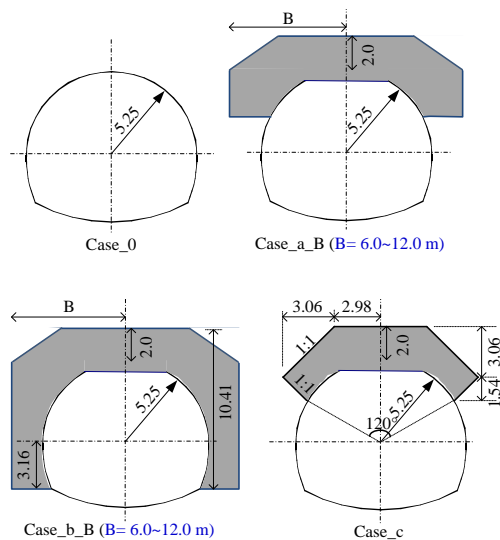 B
2.0
5.25
5.25
Case_0
Case_a_B (B= 6.0~12.0 m)
B
2.0
5.25
10.41
3.16
Case_b_B (B= 6.0~12.0 m)
3.06
2.98
1:1
2.0
3.06
1:1
1.54
120°
5.25
Case_c